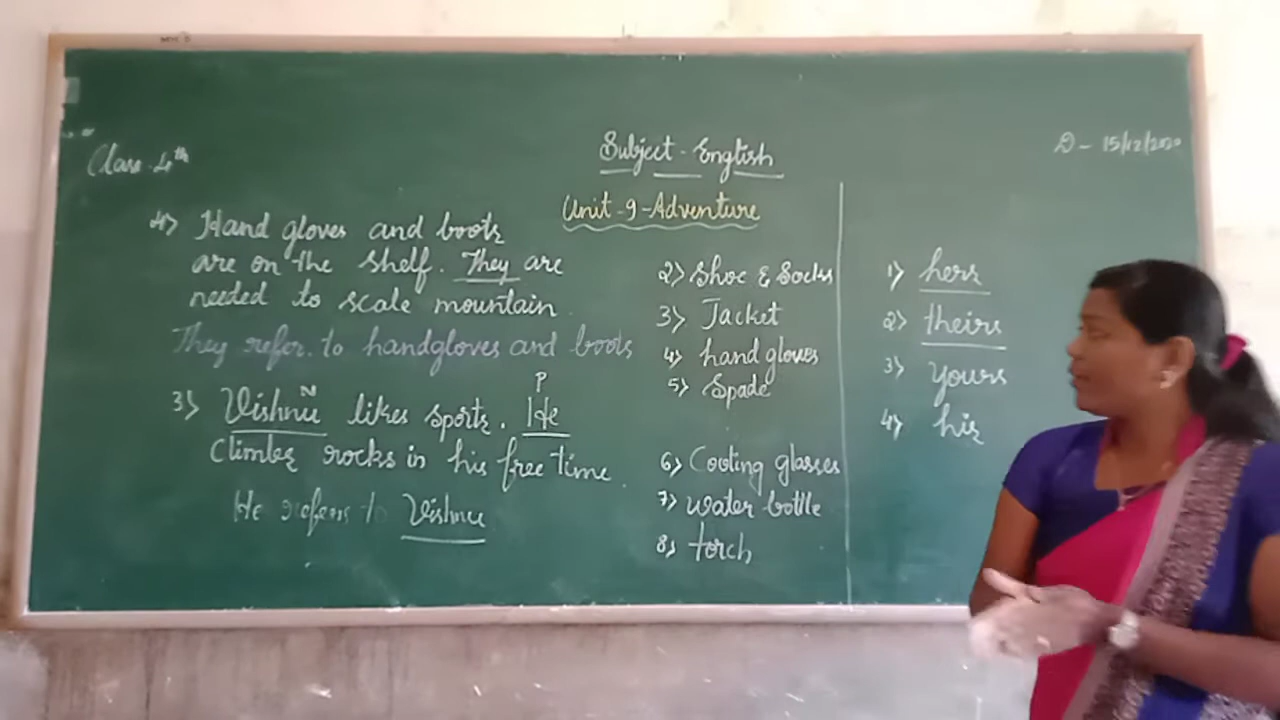 Class-4th
Subject-English
D- 15/12/2020
Unit-9-Adventure
4) Hand gloves and boots
are on the shelf. They are
needed to scale mountain.
They refer to handgloves and boots
N P
3) Vishnu likes sports. He
Climbs rocks in his free time.
He refers to Vishnu
2) Shoe & Socks
3) Jacket
4) hand gloves
5) Spade
6) Cooling glasses
7) water bottle
8) torch
1) hers
2) theirs
3) yours
4) his